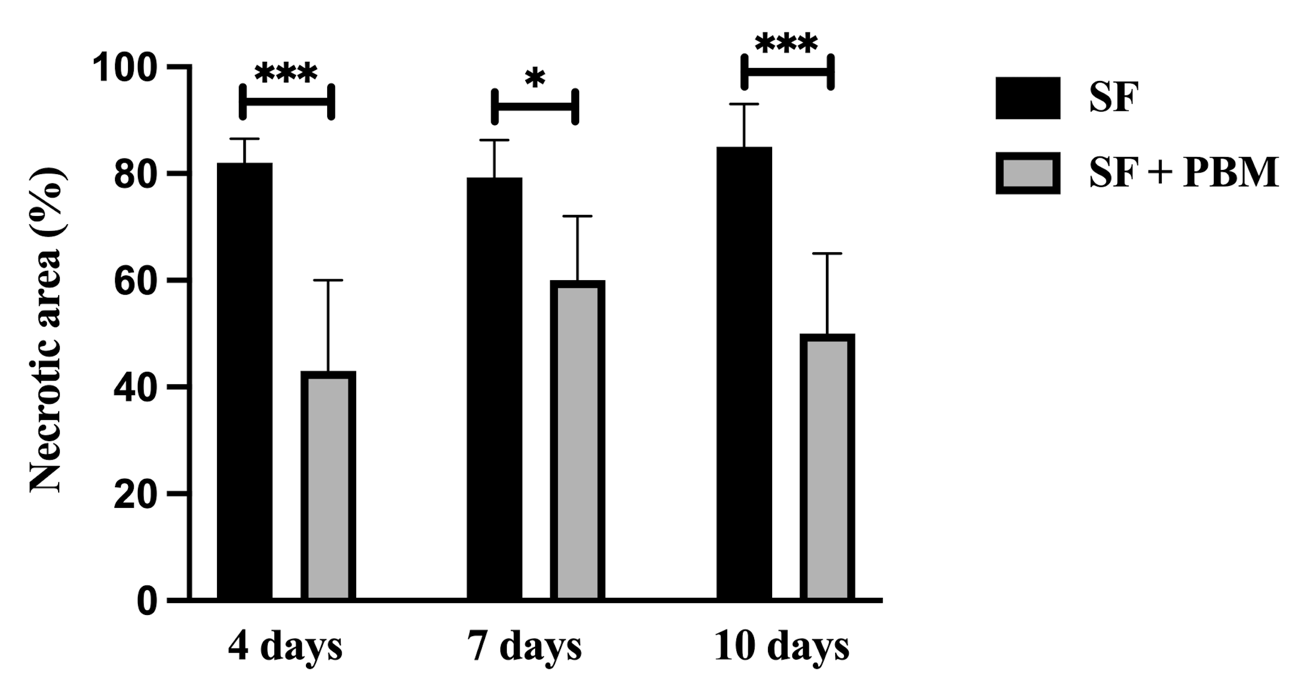 Necrotic area (%)
100
80
60
40
20
0
***
*
***
4 days
7 days
10 days
SF
SF + PBM